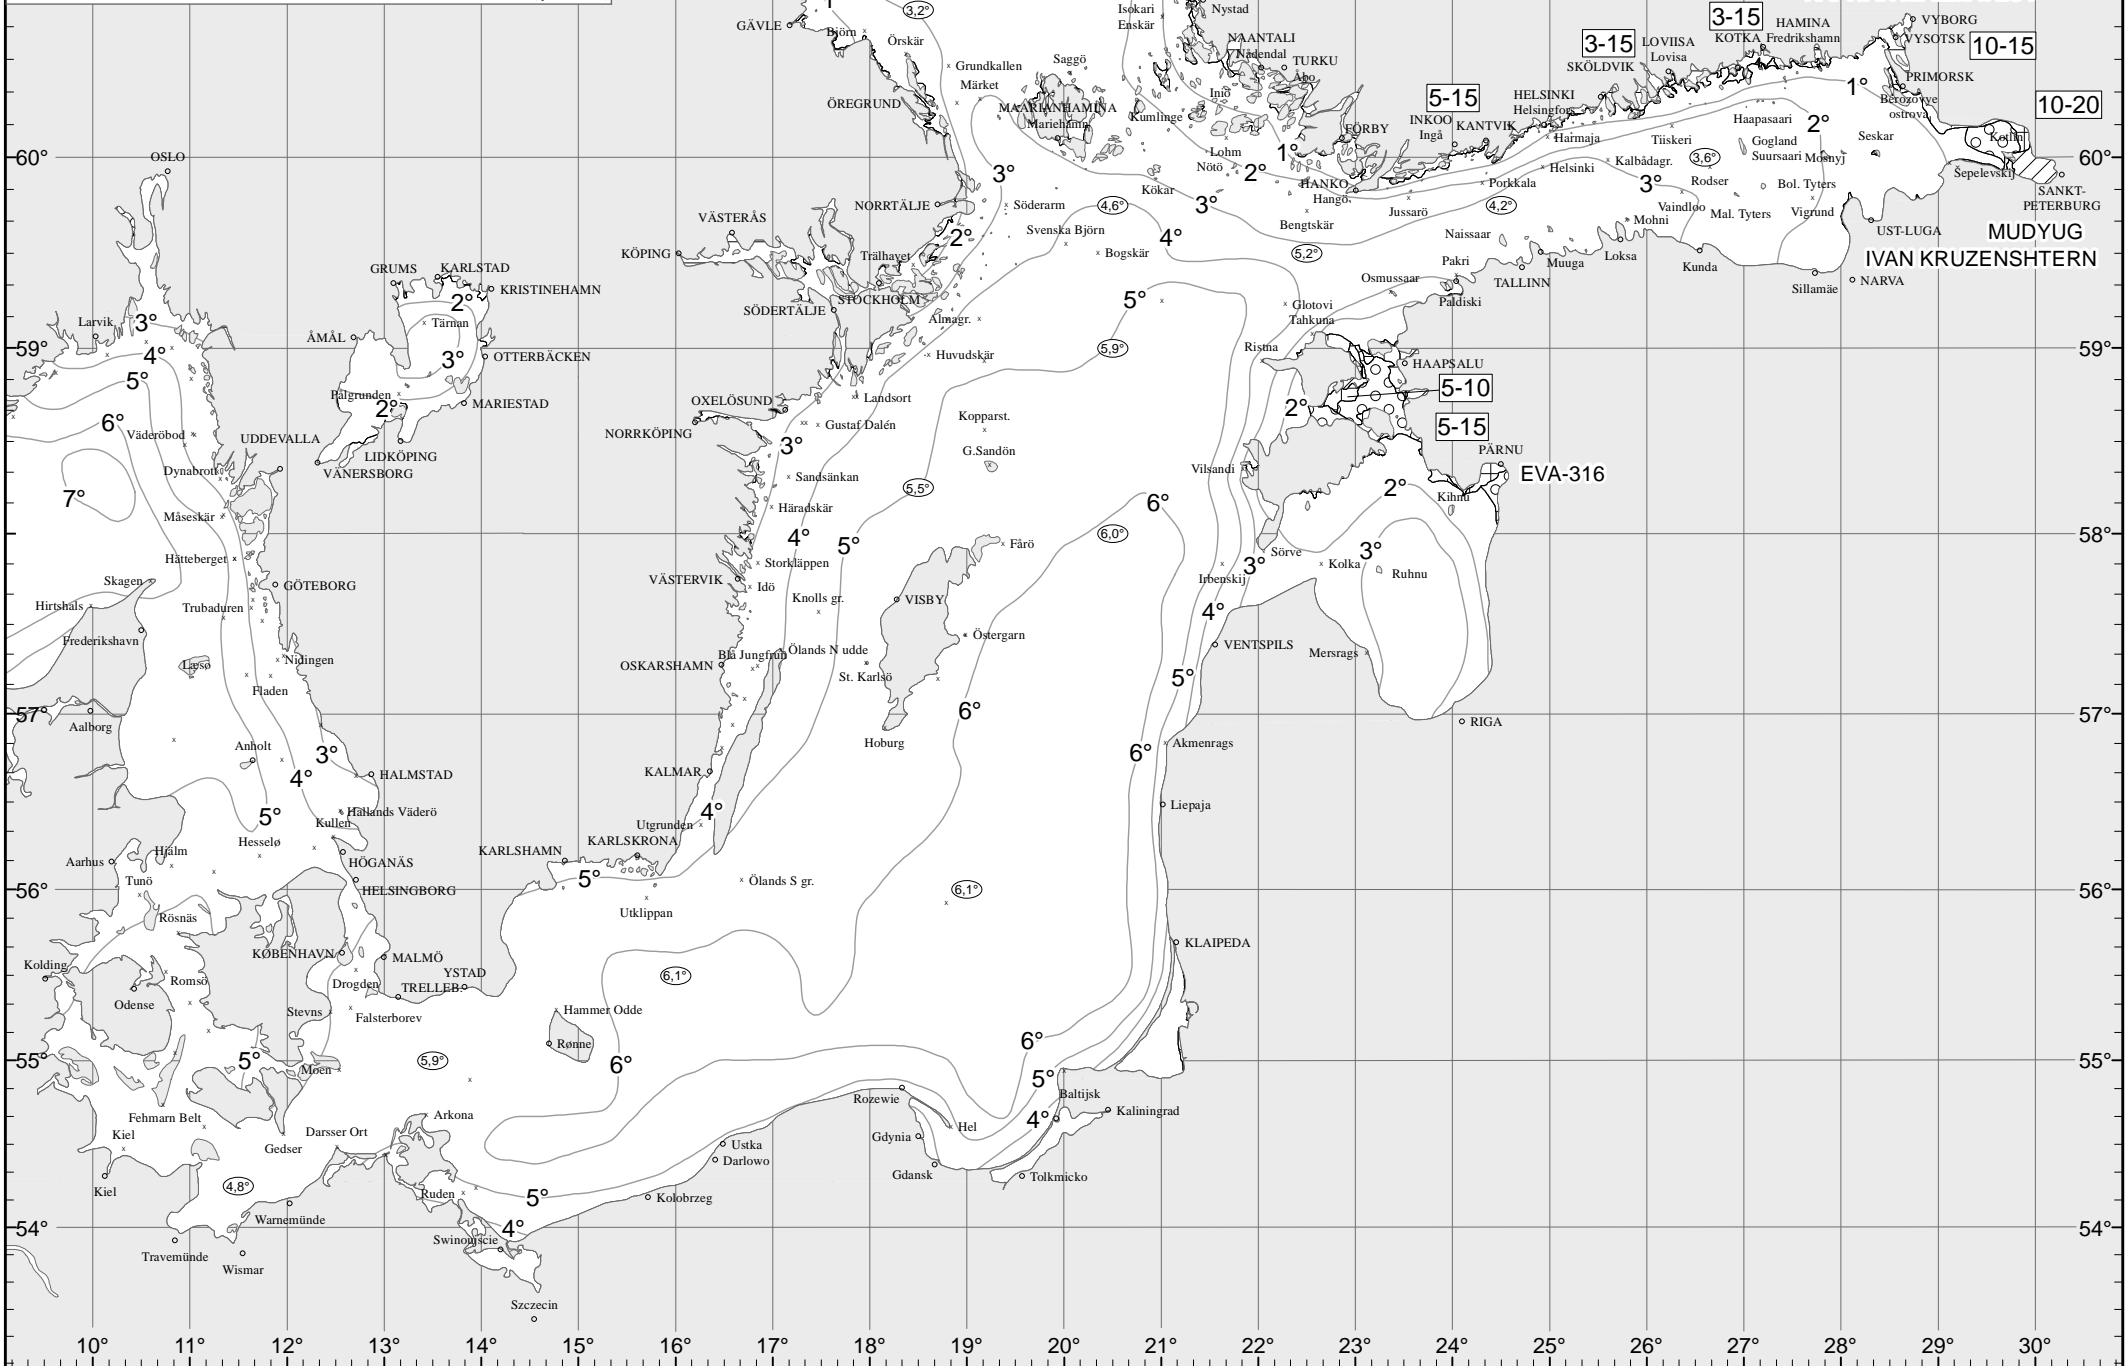 3,2°
Isokari
Enskär
Nystad
GÄVLE
Björn
Örskär
Grundkallen
Märket
Saggö
NAANTALI
Nådendal
TURKU
Åbo
3-15
3-15
HAMINA
KOTKA Fredrikshamn
LOVIISA
Lovisa
SKÖLDVIK
VYBORG
VYSOTSK
10-15
PRIMORSK
1°
Berozovye
ostrova
10-20
ÖREGRUND
MAARIANHAMINA
Mariehamn
Kumlinge
Iniö
5-15
HELSINKI
Helsingfors
INKOO
Ingå
KANTVIK
FÖRBY
Harmaja
Tiiskeri
Haapasaari
2°
Gogland
Suursaari
Mosnyj
Seskar
Kotlin
60°
OSLO
Lohm
Nötö
1°
2°
3°
Kökar
HANKO
Hangö
Porkkala
Helsinki
Kalbådagr.
3,6°
Rodser
Bol. Tyters
Šepelevskij
60°
SANKT-
PETERBURG
VÄSTERÅS
NORRTÄLJE
Söderarm
4,6°
3°
Bengtskär
Jussarö
4,2°
3°
Vaindloo
Mohni
Mal. Tyters
Vigrund
UST-LUGA
MUDYUG
IVAN KRUZENSHTERN
KÖPING
2°
Svenska Björn
Bogskär
4°
5,2°
Naissaar
Pakri
Muuga
Loksa
Kunda
Sillamäe
NARVA
Trälhavet
STOCKHOLM
SÖDERTÄLJE
Almagr.
5°
Glotovi
Tahkuna
Osmussaar
Paldiski
TALLINN
GRUMS
KARLSTAD
2°
KRISTINEHAMN
Tärnan
ÅMÅL
3°
OTTERBÄCKEN
Larvik
3°
4°
59°
Huvudskär
5,9°
Ristna
HAAPSALU
59°
5°
Pålgrunden
2°
MARIESTAD
OXELÖSUND
Landsort
5-10
6°
Väderöbod
UDDEVALLA
LIDKÖPING
VÄNERSBORG
NORRKÖPING
3°
Gustaf Dalén
Kopparst.
G.Sandön
2°
5-15
PÄRNU
EVA-316
Dynabrott
7°
Sandsänkan
5,5°
Vilsandi
2°
Kihnu
Måseskär
Häradskär
6°
58°
4°
5°
Fårö
6,0°
Sörve
3°
58°
Hätteberget
Skagen
GÖTEBORG
VÄSTERVIK
Storkläppen
Idö
Irbenskij
3°
Kolka
Ruhnu
Hirtshals
Trubaduren
Knolls gr.
VISBY
4°
Frederikshavn
Læsø
Nidingen
OSKARSHAMN
Blå Jungfrun
Ölands N udde
St. Karlsö
Östergarn
VENTSPILS
Mersrags
Fladen
5°
57°
Aalborg
6°
RIGA
57°
Anholt
3°
Hoburg
6°
Akmenrags
4°
HALMSTAD
KALMAR
5°
Hallands Väderö
4°
Liepaja
Kullen
Utgrunden
Hesselø
Hjälm
Aarhus
HÖGANÄS
KARLSHAMN
KARLSKRONA
Tunö
56°
HELSINGBORG
5°
Ölands S gr.
6,1°
56°
Rösnäs
Utklippan
KØBENHAVN
MALMÖ
KLAIPEDA
Kolding
Romsö
Drogden
YSTAD
TRELLEB.
6,1°
Odense
Stevns
Falsterborev
Hammer Odde
Rønne
6°
55°
5°
Moen
5,9°
6°
5°
55°
Fehmarn Belt
Arkona
Rozewie
Baltijsk
Kaliningrad
4°
Kiel
Darsser Ort
Gedser
Ustka
Darlowo
Gdynia
Hel
Gdansk
Tolkmicko
Kiel
4,8°
Ruden
5°
Kolobrzeg
Warnemünde
54°
4°
54°
Swinoujscie
Travemünde
Wismar
Szczecin
10° 11° 12° 13° 14° 15° 16° 17° 18° 19° 20° 21° 22° 23° 24° 25° 26° 27° 28° 29° 30°